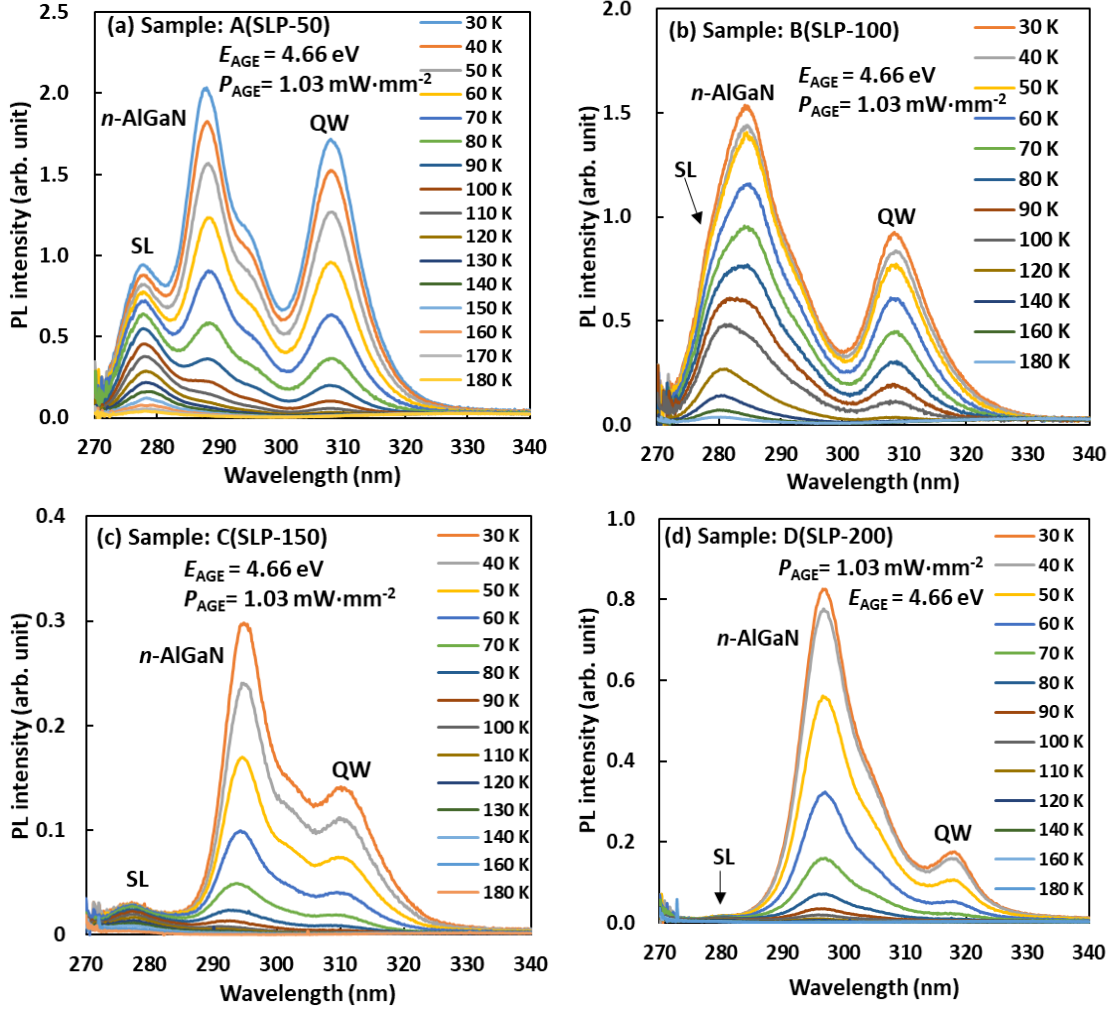 (a) Sample: A(SLP-50)
E_AGE = 4.66 eV
P_AGE= 1.03 mW·mm⁻²
n-AlGaN
QW
SL
30 K
40 K
50 K
60 K
70 K
80 K
90 K
100 K
110 K
120 K
130 K
140 K
150 K
160 K
170 K
180 K
PL intensity (arb. unit)
2.5
2.0
1.5
1.0
0.5
0.0
270 280 290 300 310 320 330 340
Wavelength (nm)
(b) Sample: B(SLP-100)
E_AGE = 4.66 eV
P_AGE= 1.03 mW·mm⁻²
n-AlGaN
SL
QW
30 K
40 K
50 K
60 K
70 K
80 K
90 K
100 K
120 K
140 K
160 K
180 K
PL intensity (arb. unit)
2.0
1.5
1.0
0.5
0.0
270 280 290 300 310 320 330 340
Wavelength (nm)
(c) Sample: C(SLP-150)
E_AGE = 4.66 eV
P_AGE= 1.03 mW·mm⁻²
n-AlGaN
QW
SL
30 K
40 K
50 K
60 K
70 K
80 K
90 K
100 K
110 K
120 K
130 K
140 K
160 K
180 K
PL intensity (arb. unit)
0.4
0.3
0.2
0.1
0
270 280 290 300 310 320 330 340
Wavelength (nm)
(d) Sample: D(SLP-200)
P_AGE= 1.03 mW·mm⁻²
E_AGE = 4.66 eV
n-AlGaN
QW
SL
30 K
40 K
50 K
60 K
70 K
80 K
90 K
100 K
110 K
120 K
140 K
160 K
180 K
PL intensity (arb. unit)
1.0
0.8
0.6
0.4
0.2
0.0
270 280 290 300 310 320 330 340
Wavelength (nm)